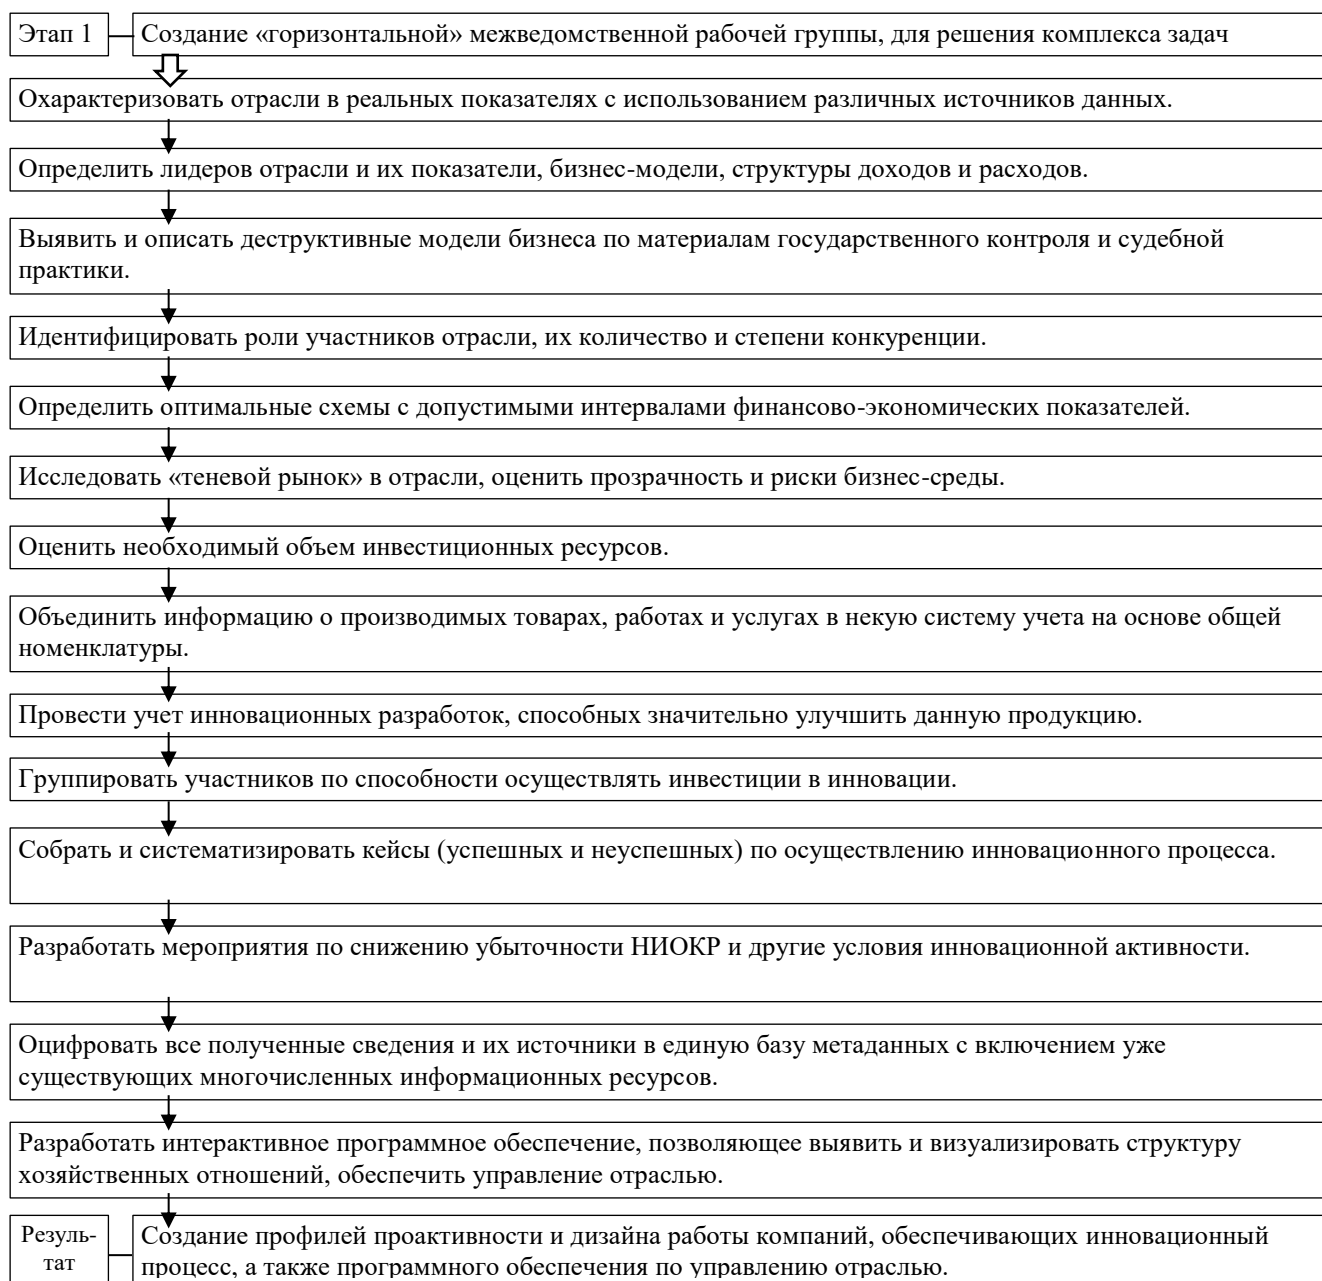 Этап 1
Создание «горизонтальной» межведомственной рабочей группы, для решения комплекса задач
Охарактеризовать отрасли в реальных показателях с использованием различных источников данных.
Определить лидеров отрасли и их показатели, бизнес-модели, структуры доходов и расходов.
Выявить и описать деструктивные модели бизнеса по материалам государственного контроля и судебной
практики.
Идентифицировать роли участников отрасли, их количество и степени конкуренции.
Определить оптимальные схемы с допустимыми интервалами финансово-экономических показателей.
Исследовать «теневой рынок» в отрасли, оценить прозрачность и риски бизнес-среды.
Оценить необходимый объем инвестиционных ресурсов.
Объединить информацию о производимых товарах, работах и услугах в некую систему учета на основе общей
номенклатуры.
Провести учет инновационных разработок, способных значительно улучшить данную продукцию.
Группировать участников по способности осуществлять инвестиции в инновации.
Собрать и систематизировать кейсы (успешных и неуспешных) по осуществлению инновационного процесса.
Разработать мероприятия по снижению убыточности НИОКР и другие условия инновационной активности.
Оцифровать все полученные сведения и их источники в единую базу метаданных с включением уже
существующих многочисленных информационных ресурсов.
Разработать интерактивное программное обеспечение, позволяющее выявить и визуализировать структуру
хозяйственных отношений, обеспечить управление отраслью.
Резуль-
тат
Создание профилей проактивности и дизайна работы компаний, обеспечивающих инновационный
процесс, а также программного обеспечения по управлению отраслью.